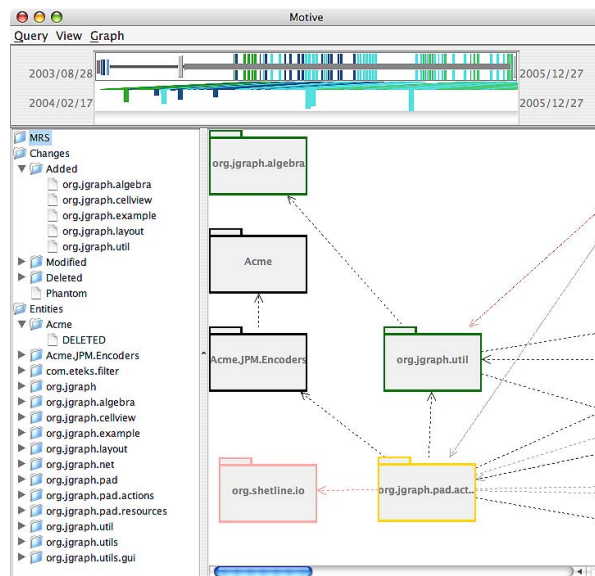 Motive
Query View Graph
2003/08/28 2005/12/27
2004/02/17 2005/12/27
MRS
Changes
Added
org.jgraph.algebra
org.jgraph.cellview
org.jgraph.example
org.jgraph.layout
org.jgraph.util
Modified
Deleted
Phantom
Entities
Acme
DELETED
Acme.JPM.Encoders
com.eteks.filter
org.jgraph
org.jgraph.algebra
org.jgraph.cellview
org.jgraph.example
org.jgraph.layout
org.jgraph.net
org.jgraph.pad
org.jgraph.pad.actions
org.jgraph.pad.resources
org.jgraph.util
org.jgraph.utils
org.jgraph.utils.gui
org.jgraph.algebra
Acme
Acme.JPM.Encoders
org.jgraph.util
org.shetline.io
org.jgraph.pad.act...